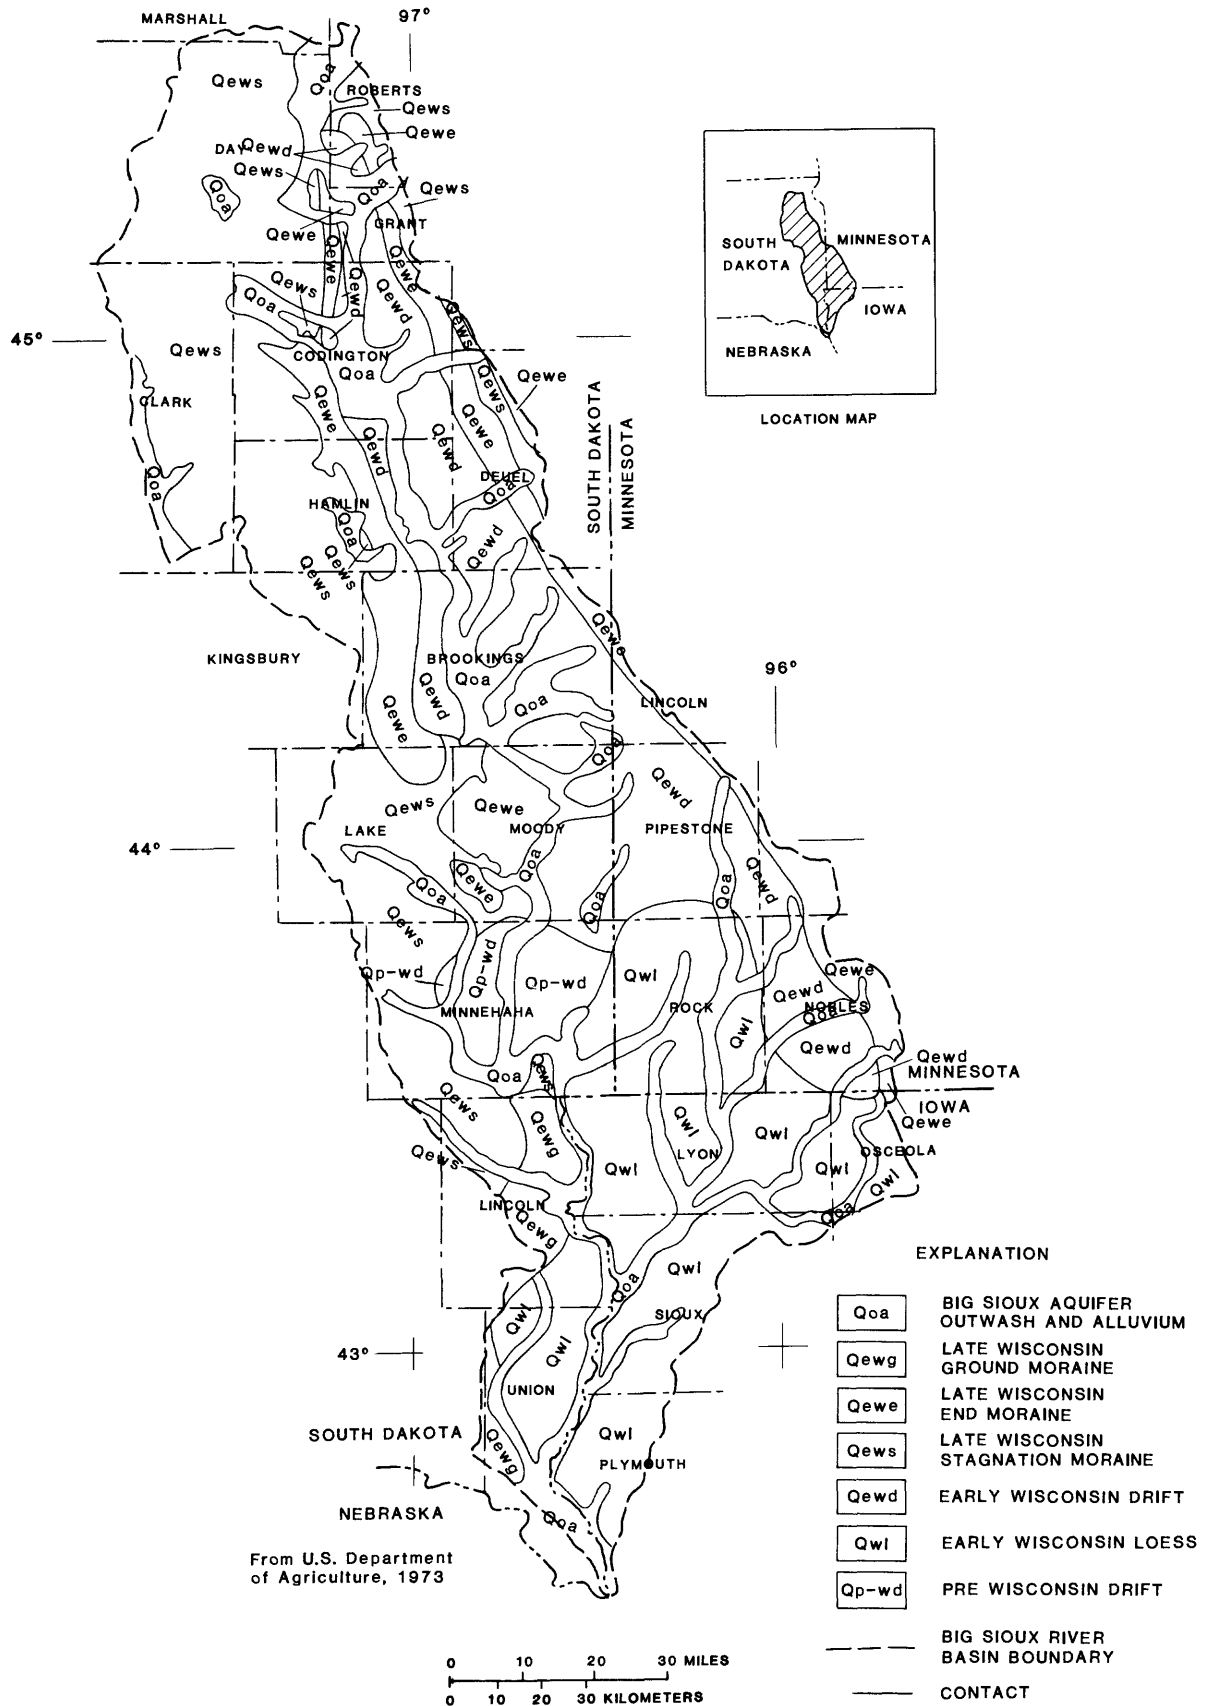 MARSHALL
97°
Qews
Qoa
ROBERTS
Qews
Qewe
DAY
Qewd
Qews
Qoa
Qoa
Qews
Qewe
GRANT
Qewe
Qewe
Qews
Qewd
Qewd
Qoa
Qews
45°
Qews
CODINGTON
Qoa
Qews
Qewe
CLARK
Qewe
Qewe
Qewd
Qewd
Qoa
DEUEL
Qoa
HAMLIN
Qoa
Qewd
Qews
Qews
SOUTH DAKOTA
MINNESOTA
SOUTH
DAKOTA
MINNESOTA
IOWA
NEBRASKA
LOCATION MAP
Qewe
KINGSBURY
BROOKINGS
Qoa
96°
Qewd
Qoa
LINCOLN
Qewe
Qoa
Qewd
Qews
Qewe
LAKE
MOODY
PIPESTONE
44°
Qoa
Qewe
Qoa
Qoa
Qoa
Qewd
Qews
Qp-wd
Qp-wd
Qp-wd
Qwl
Qewe
Qewd
MINNEHAHA
ROCK
NOBLES
Qoa
Qwl
Qewd
Qewd
MINNESOTA
Qoa
Qews
Qews
IOWA
Qewe
Qewg
Qwl
Qwl
Qews
LYON
OSCEOLA
Qwl
Qwl
Qwl
LINCOLN
Qewg
Qoa
Qwl
Qoa
SIOUX
Qwl
Qwl
43°
UNION
SOUTH DAKOTA
Qewg
Qwl
PLYMOUTH
NEBRASKA
Qoa
From U.S. Department
of Agriculture, 1973
EXPLANATION
Qoa BIG SIOUX AQUIFER
OUTWASH AND ALLUVIUM
Qewg LATE WISCONSIN
GROUND MORAINE
Qewe LATE WISCONSIN
END MORAINE
Qews LATE WISCONSIN
STAGNATION MORAINE
Qewd EARLY WISCONSIN DRIFT
Qwl EARLY WISCONSIN LOESS
Qp-wd PRE WISCONSIN DRIFT
BIG SIOUX RIVER
BASIN BOUNDARY
CONTACT
0 10 20 30 MILES
0 10 20 30 KILOMETERS